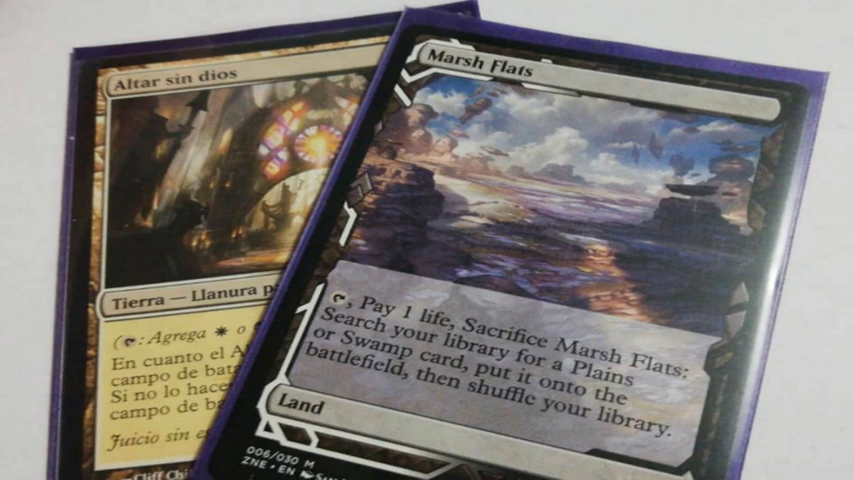 Altar sin dios
Tierra — Llanura
: Agrega o
En cuanto el
campo de
Si no lo hace
campo de
Juicio sin
Cliff
Marsh Flats
, Pay 1 life, Sacrifice Marsh Flats:
Search your library for a Plains
or Swamp card, put it onto the
battlefield, then shuffle your library.
Land
006/030 M
ZNE • EN